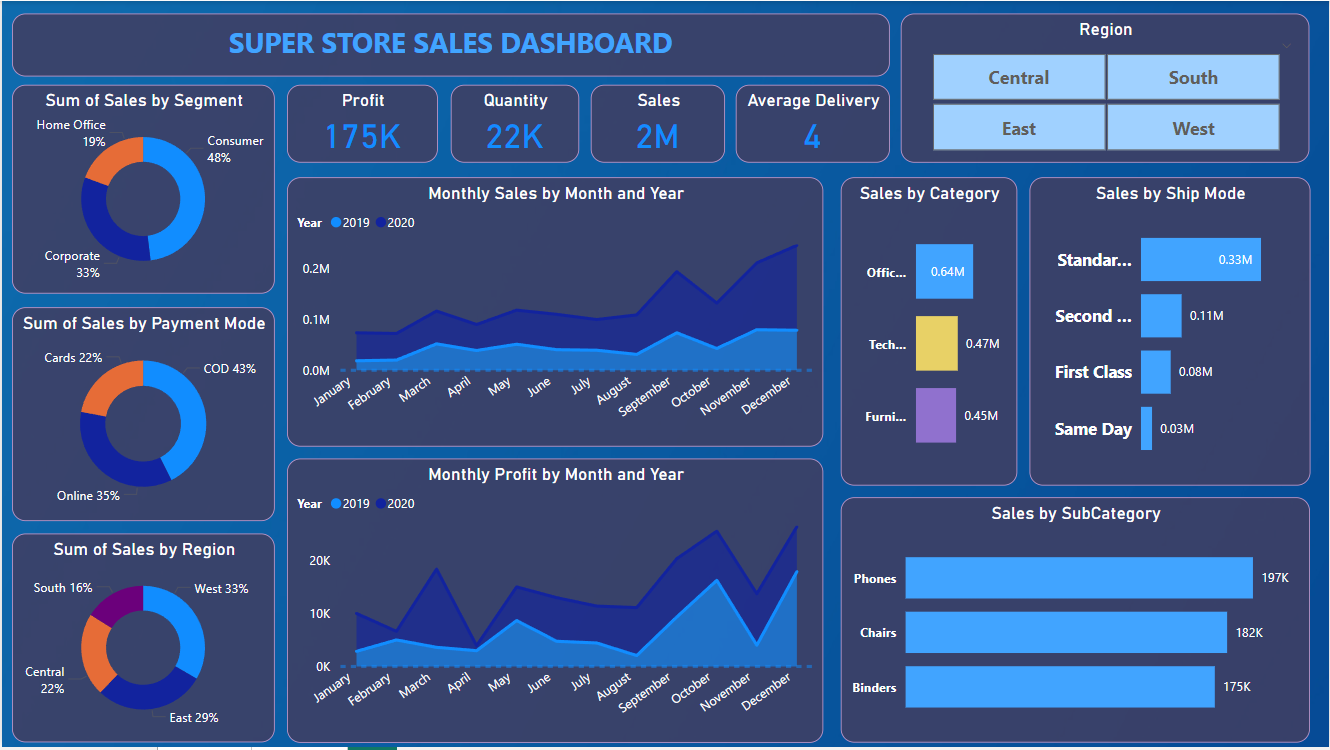 SUPER STORE SALES DASHBOARD
Region
Central
South
East
West
Sum of Sales by Segment
Home Office
19%
Consumer
48%
Corporate
33%
Profit
175K
Quantity
22K
Sales
2M
Average Delivery
4
Monthly Sales by Month and Year
Year 2019 2020
0.2M
0.1M
0.0M
January
February
March
April
May
June
July
August
September
October
November
December
Sales by Category
Offic...
0.64M
Tech...
0.47M
Furni...
0.45M
Sales by Ship Mode
Standar...
0.33M
Second ...
0.11M
First Class
0.08M
Same Day
0.03M
Sum of Sales by Payment Mode
Cards 22%
COD 43%
Online 35%
Monthly Profit by Month and Year
Year 2019 2020
20K
10K
0K
January
February
March
April
May
June
July
August
September
October
November
December
Sales by SubCategory
Phones
197K
Chairs
182K
Binders
175K
Sum of Sales by Region
South 16%
West 33%
Central
22%
East 29%